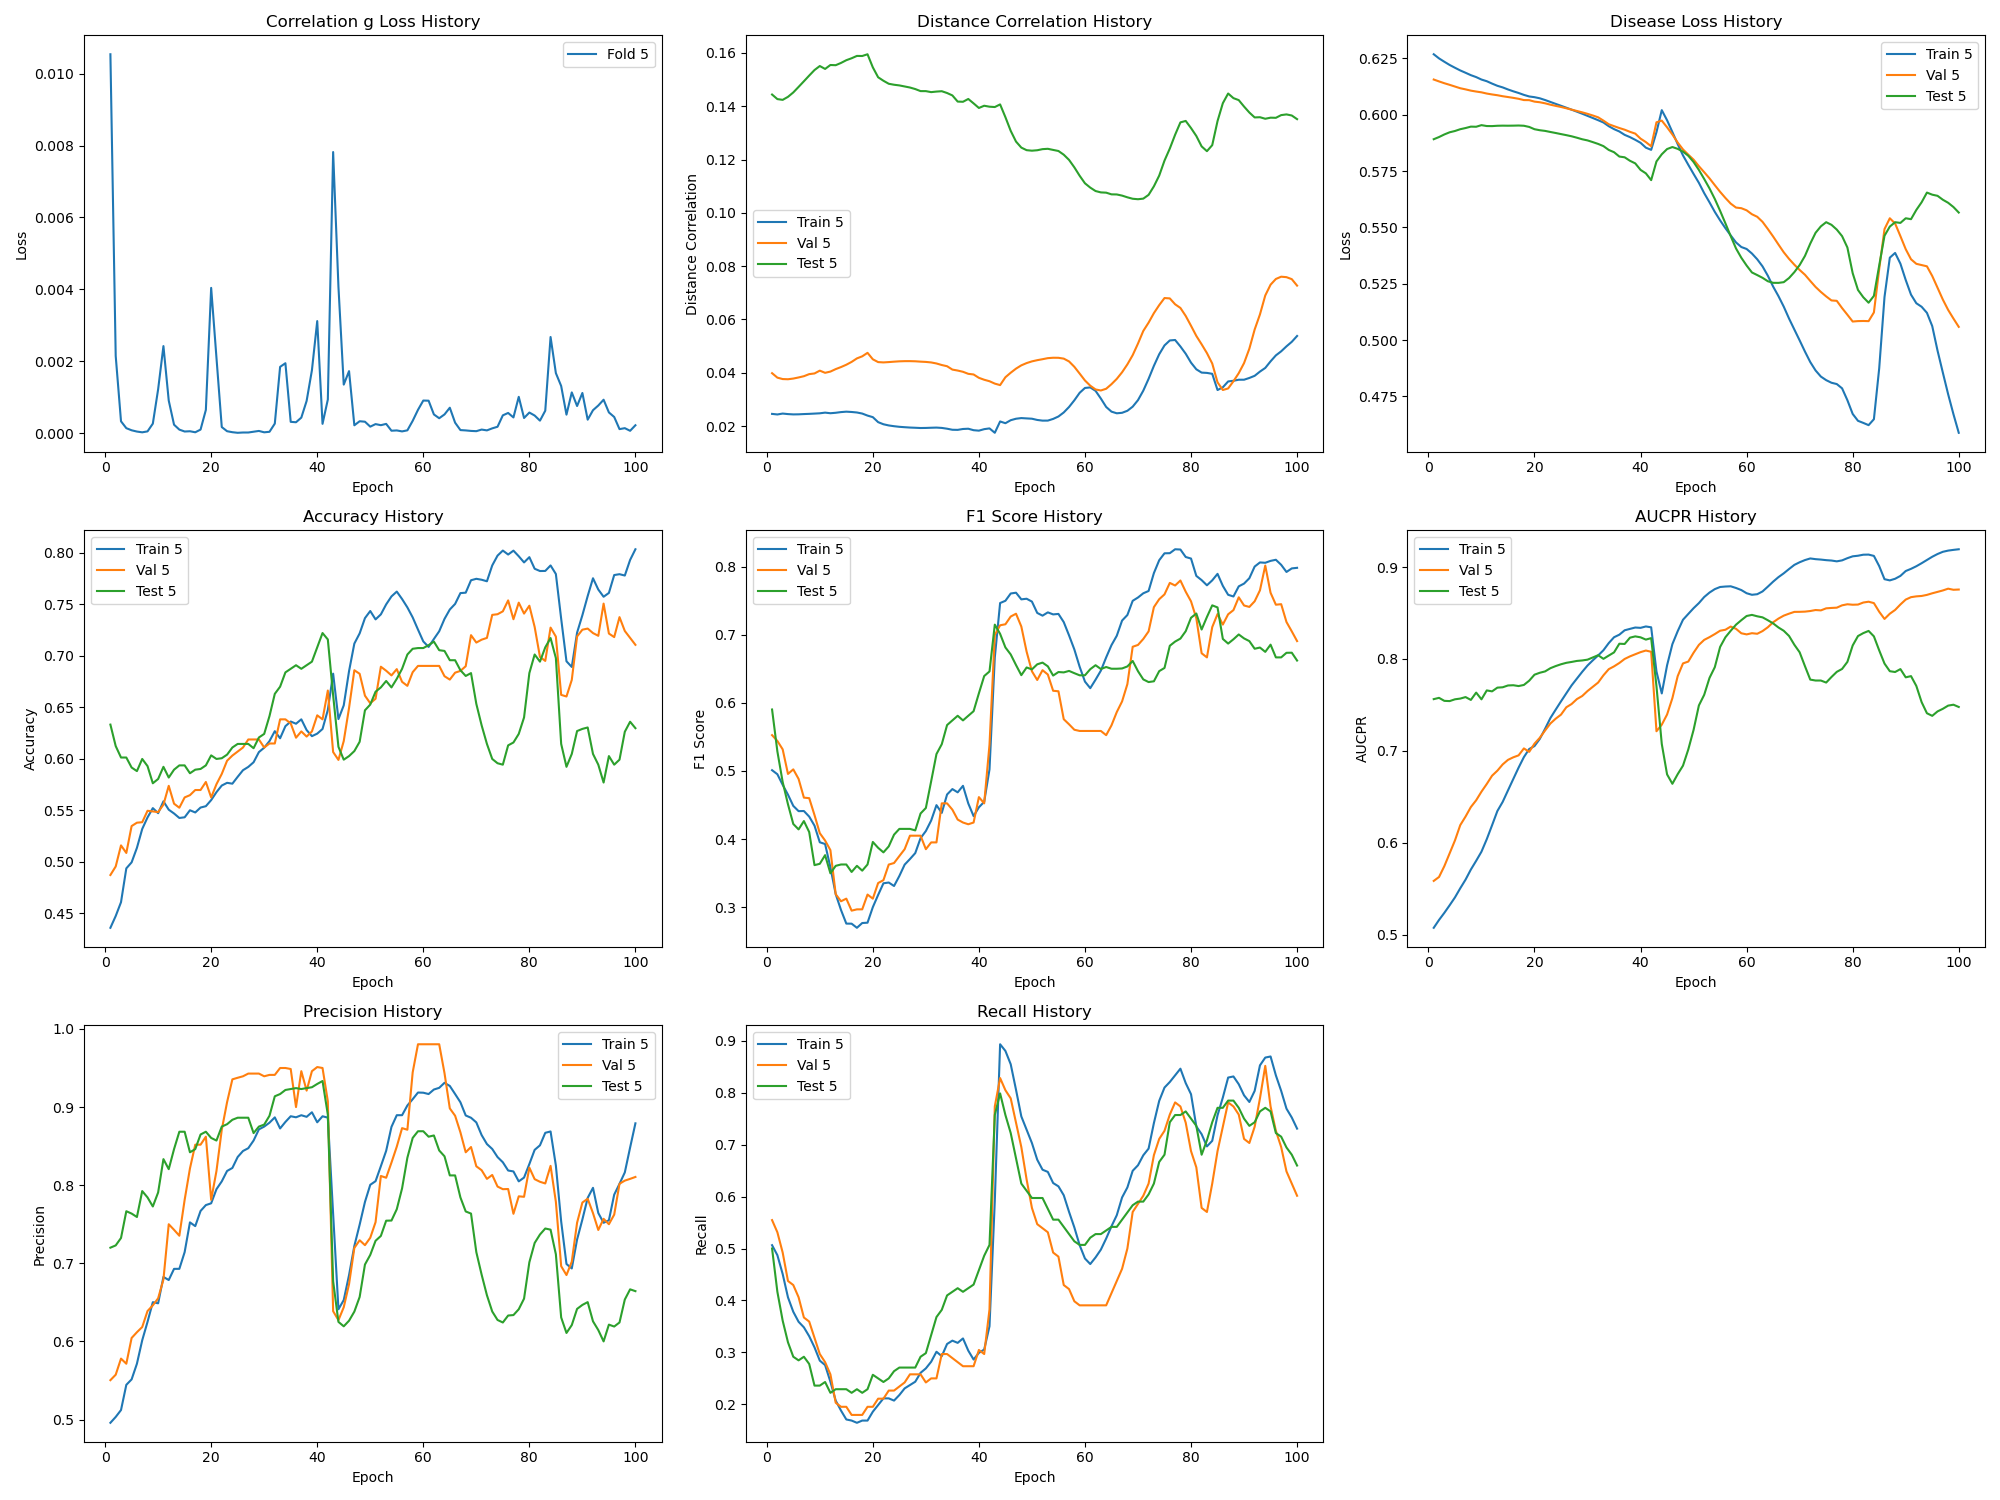 Correlation g Loss History
Fold 5
0.010
0.008
0.006
0.004
0.002
0.000
Loss
0 20 40 60 80 100
Epoch
Distance Correlation History
0.16
0.14
0.12
0.10
0.08
0.06
0.04
0.02
Distance Correlation
Train 5
Val 5
Test 5
0 20 40 60 80 100
Epoch
Disease Loss History
Train 5
Val 5
Test 5
0.625
0.600
0.575
0.550
0.525
0.500
0.475
Loss
0 20 40 60 80 100
Epoch
Accuracy History
Train 5
Val 5
Test 5
0.80
0.75
0.70
0.65
0.60
0.55
0.50
0.45
Accuracy
0 20 40 60 80 100
Epoch
F1 Score History
Train 5
Val 5
Test 5
0.8
0.7
0.6
0.5
0.4
0.3
F1 Score
0 20 40 60 80 100
Epoch
AUCPR History
Train 5
Val 5
Test 5
0.9
0.8
0.7
0.6
0.5
AUCPR
0 20 40 60 80 100
Epoch
Precision History
Train 5
Val 5
Test 5
1.0
0.9
0.8
0.7
0.6
0.5
Precision
0 20 40 60 80 100
Epoch
Recall History
Train 5
Val 5
Test 5
0.9
0.8
0.7
0.6
0.5
0.4
0.3
0.2
Recall
0 20 40 60 80 100
Epoch